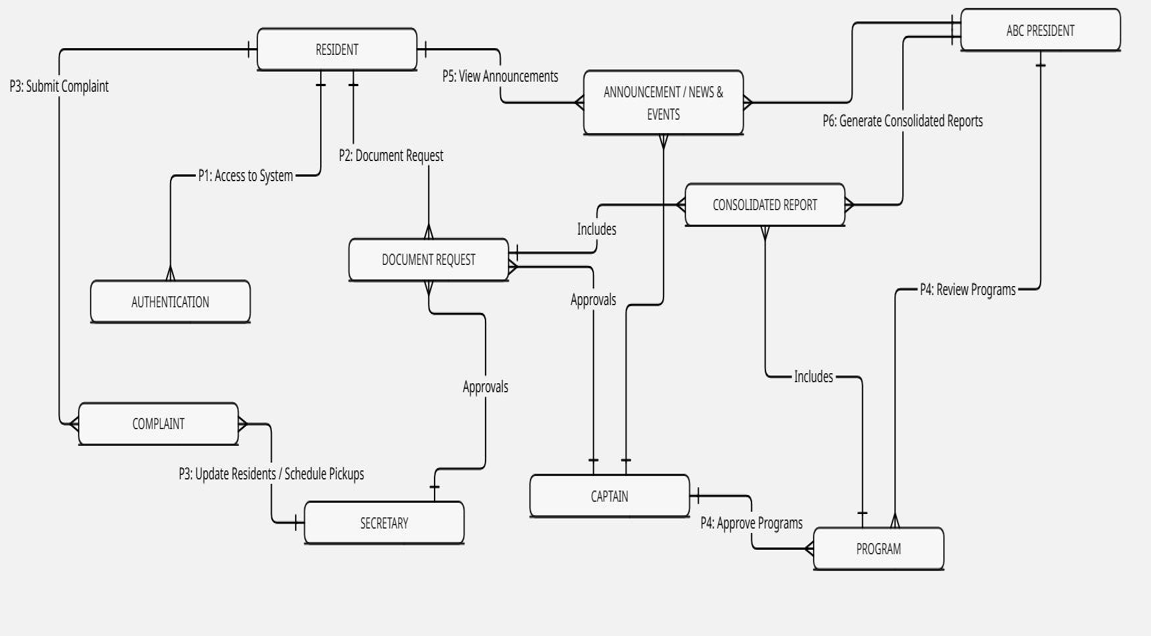 RESIDENT
ABC PRESIDENT
P3: Submit Complaint
P5: View Announcements
ANNOUNCEMENT / NEWS &
EVENTS
P6: Generate Consolidated Reports
P2: Document Request
P1: Access to System
CONSOLIDATED REPORT
Includes
DOCUMENT REQUEST
AUTHENTICATION
Approvals
P4: Review Programs
Approvals
Includes
COMPLAINT
P3: Update Residents / Schedule Pickups
SECRETARY
CAPTAIN
P4: Approve Programs
PROGRAM